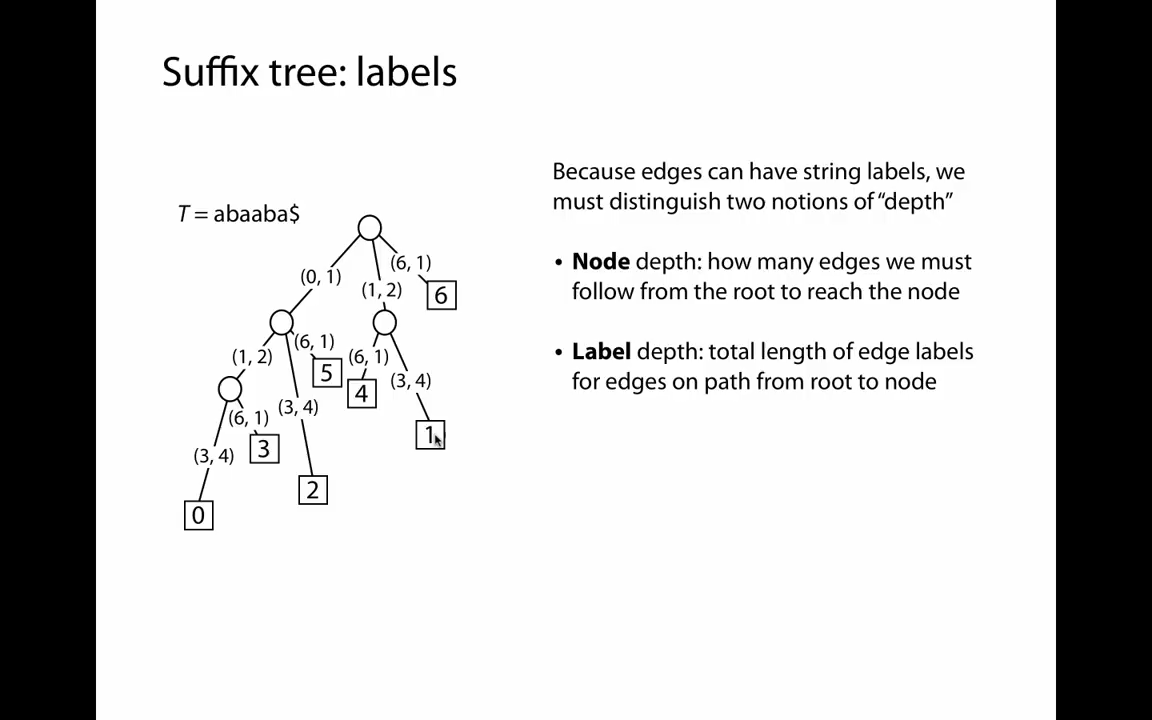 Suffix tree: labels
T = abaaba$
(0, 1)
(6, 1)
(1, 2)
6
(1, 2)
(6, 1)
5
(6, 1)
4
(3, 4)
1
(3, 4)
(6, 1)
3
(3, 4)
2
0
Because edges can have string labels, we
must distinguish two notions of “depth”
• Node depth: how many edges we must
follow from the root to reach the node
• Label depth: total length of edge labels
for edges on path from root to node